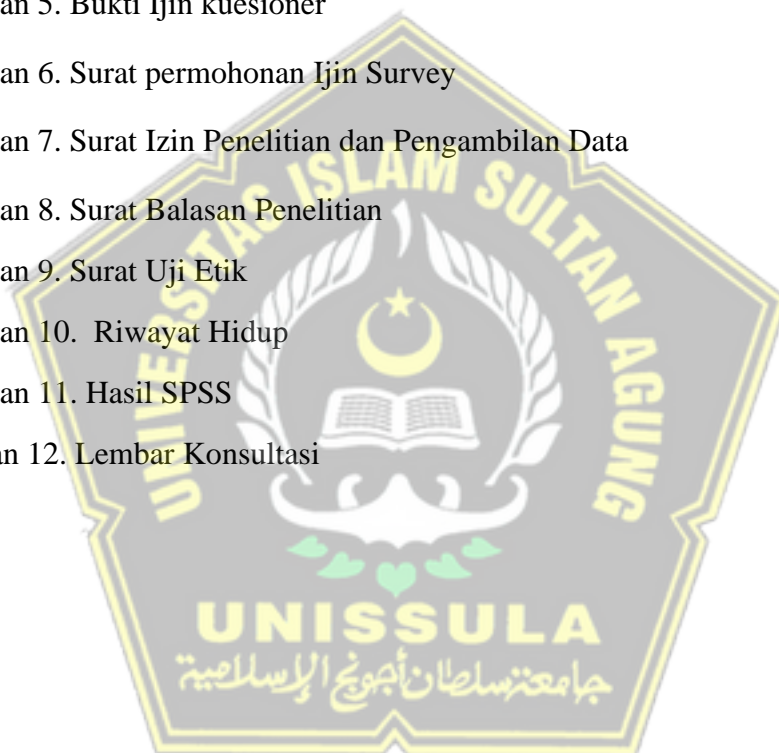 an 5. Bukti Ijin kuesioner
an 6. Surat permohonan Ijin Survey
an 7. Surat Izin Penelitian dan Pengambilan Data
an 8. Surat Balasan Penelitian
an 9. Surat Uji Etik
an 10.  Riwayat Hidup
an 11. Hasil SPSS
an 12. Lembar Konsultasi
UNIVERSITAS ISLAM SULTAN AGUNG
UNISSULA
جامعة سلطان أجونج الإسلامية